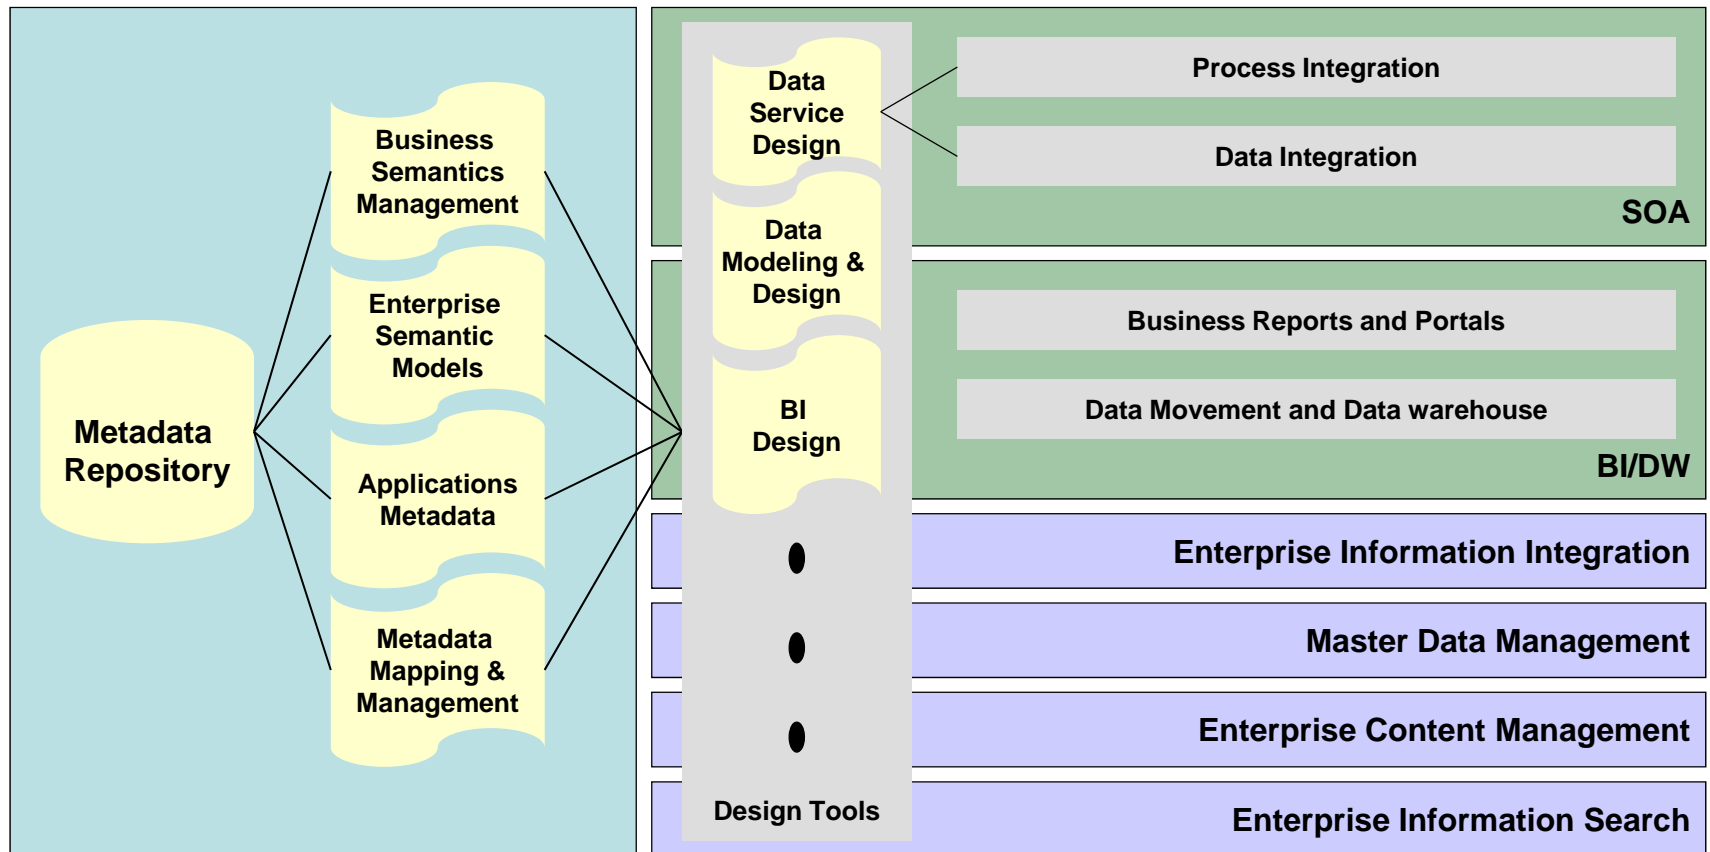 Metadata
Repository
Business
Semantics
Management
Enterprise
Semantic
Models
Applications
Metadata
Metadata
Mapping &
Management
Data
Service
Design
Data
Modeling &
Design
BI
Design
Design Tools
Process Integration
Data Integration
SOA
Business Reports and Portals
Data Movement and Data warehouse
BI/DW
Enterprise Information Integration
Master Data Management
Enterprise Content Management
Enterprise Information Search